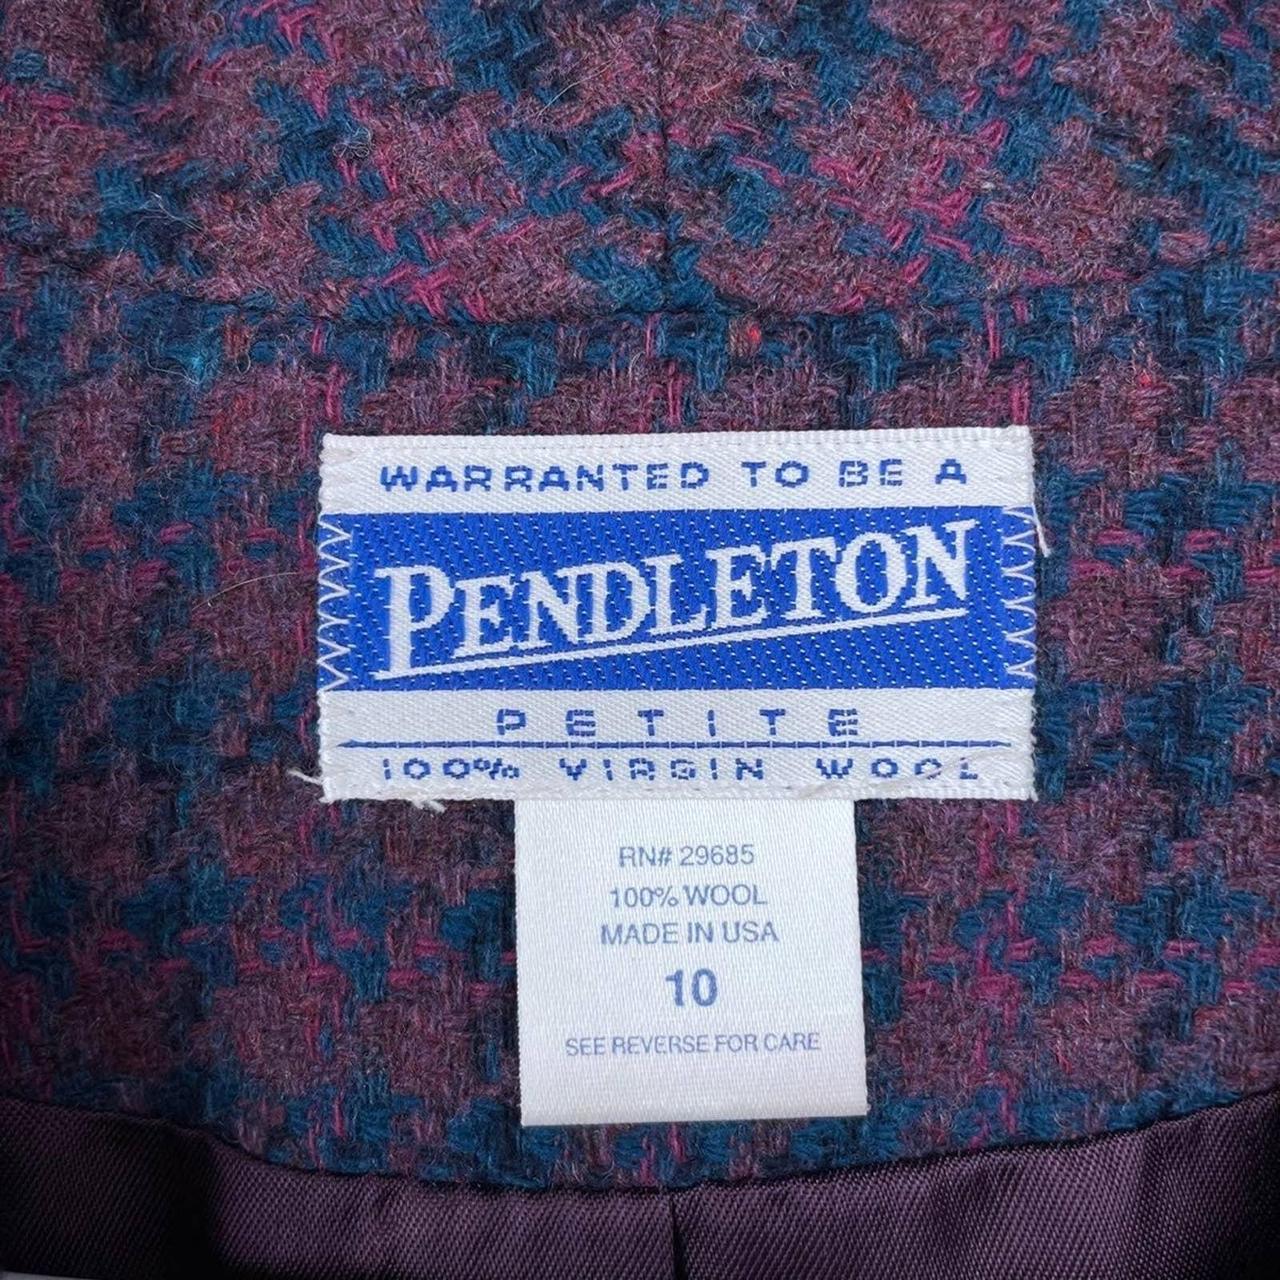 WARRANTED TO BE A
PENDLETON
PETITE
100% VIRGIN WOOL
RN# 29685
100% WOOL
MADE IN USA
10
SEE REVERSE FOR CARE